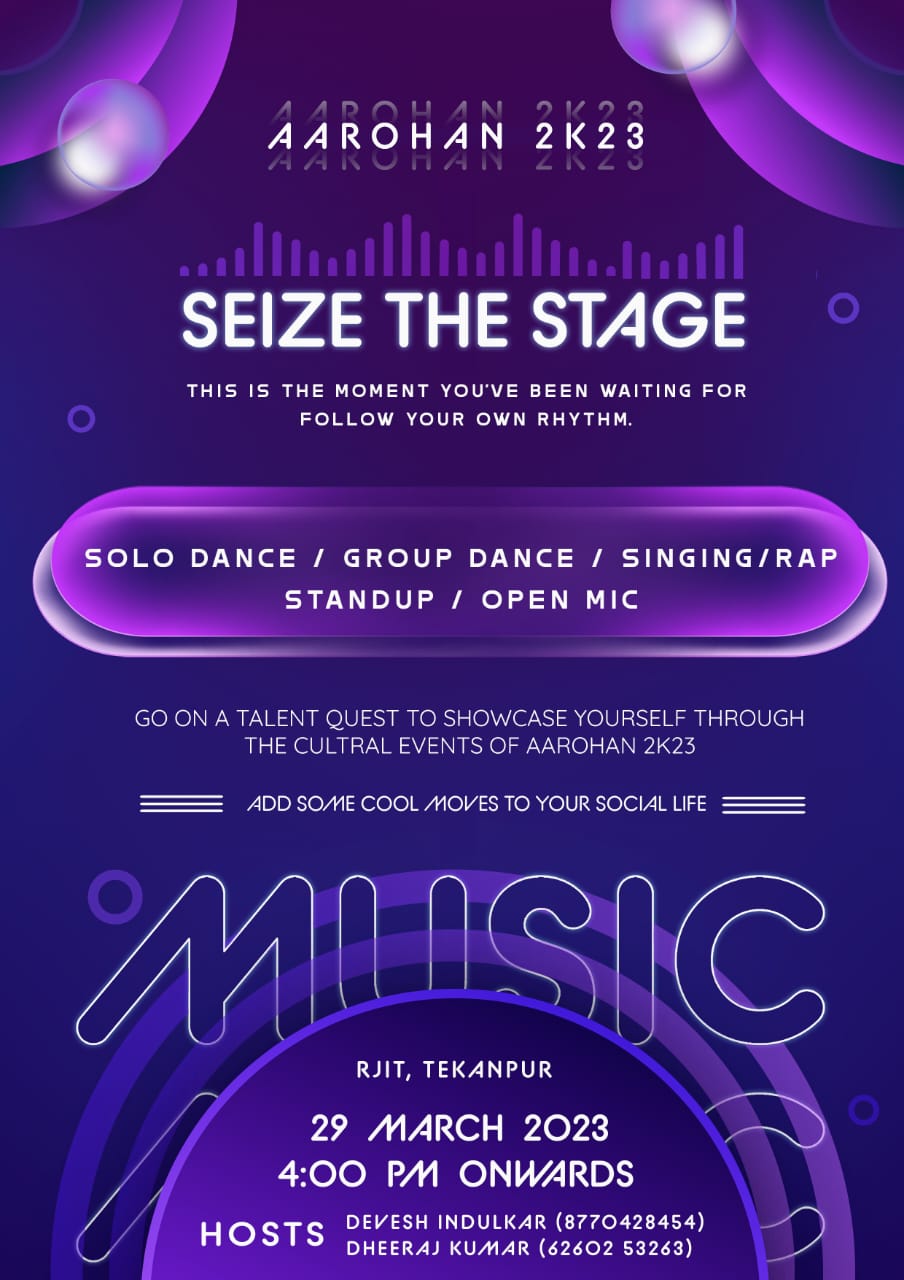 AAROHAN 2K23
SEIZE THE STAGE
THIS IS THE MOMENT YOU'VE BEEN WAITING FOR
FOLLOW YOUR OWN RHYTHM.
SOLO DANCE / GROUP DANCE / SINGING/RAP
STANDUP / OPEN MIC
GO ON A TALENT QUEST TO SHOWCASE YOURSELF THROUGH
THE CULTRAL EVENTS OF AAROHAN 2K23
ADD SOME COOL MOVES TO YOUR SOCIAL LIFE
MUSIC
RJIT, TEKANPUR
29 MARCH 2023
4:00 PM ONWARDS
HOSTS
DEVESH INDULKAR (8770428454)
DHEERAJ KUMAR (62602 53263)